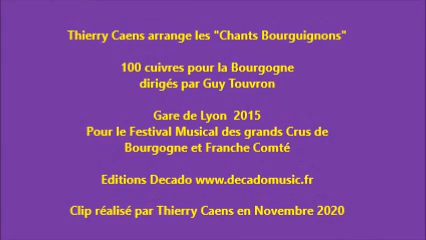 Thierry Caens arrange les "Chants Bourguignons"
100 cuivres pour la Bourgogne
dirigés par Guy Touvron
Gare de Lyon 2015
Pour le Festival Musical des grands Crus de
Bourgogne et Franche Comté
Editions Decado www.decadomusic.fr
Clip réalisé par Thierry Caens en Novembre 2020